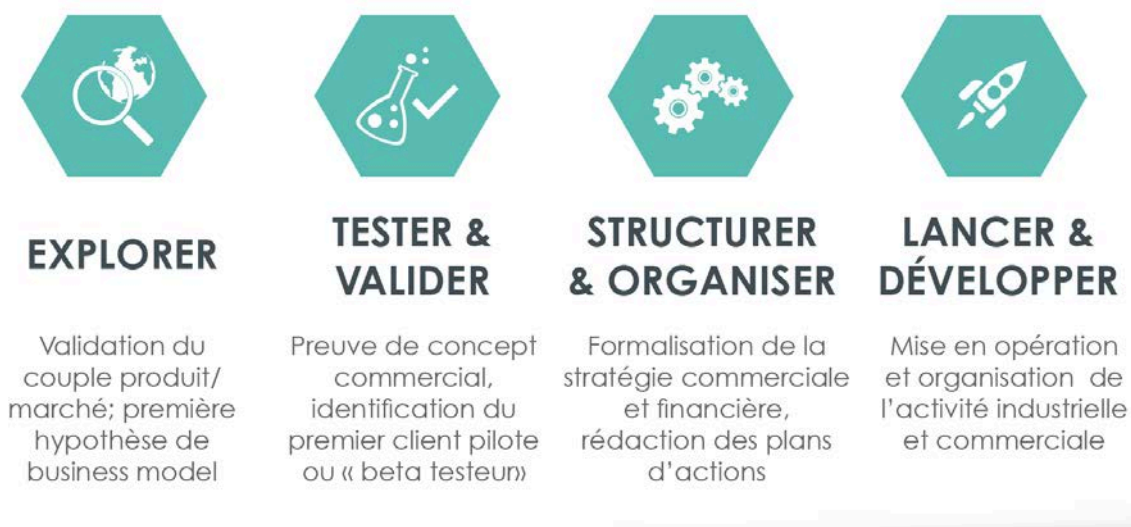 EXPLORER
Validation du
couple produit/
marché; première
hypothèse de
business model
TESTER &
VALIDER
Preuve de concept
commercial,
identification du
premier client pilote
ou « beta testeur»
STRUCTURER
& ORGANISER
Formalisation de la
stratégie commerciale
et financière,
rédaction des plans
d’actions
LANCER &
DÉVELOPPER
Mise en opération
et organisation  de
l’activité industrielle
et commerciale